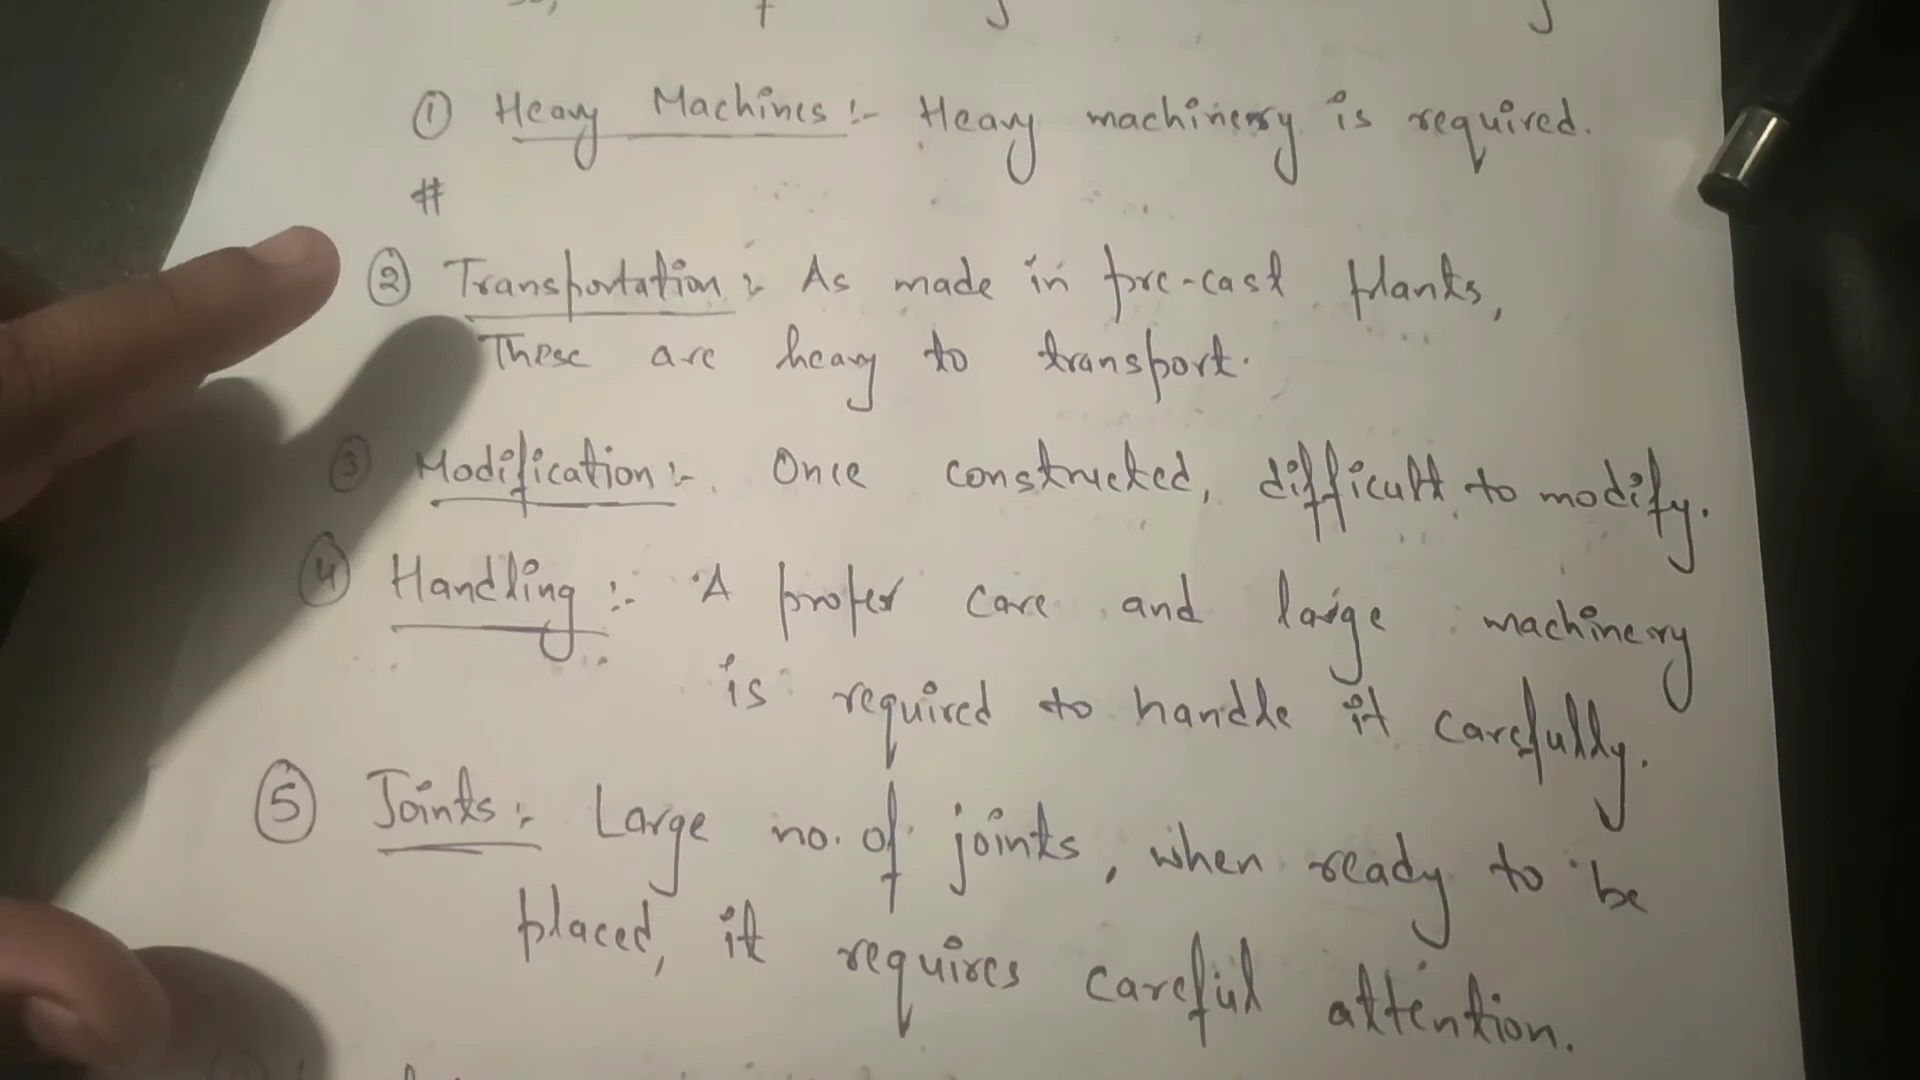 ① Heavy Machines :- Heavy machinery is required.
#
② Transportation :- As made in pre-cast plants,
These are heavy to transport.
③ Modification :- Once constructed, difficult to modify.
④ Handling :- A proper care and large machinery
is required to handle it carefully.
⑤ Joints :- Large no. of joints, when ready to be
placed, it requires careful attention.